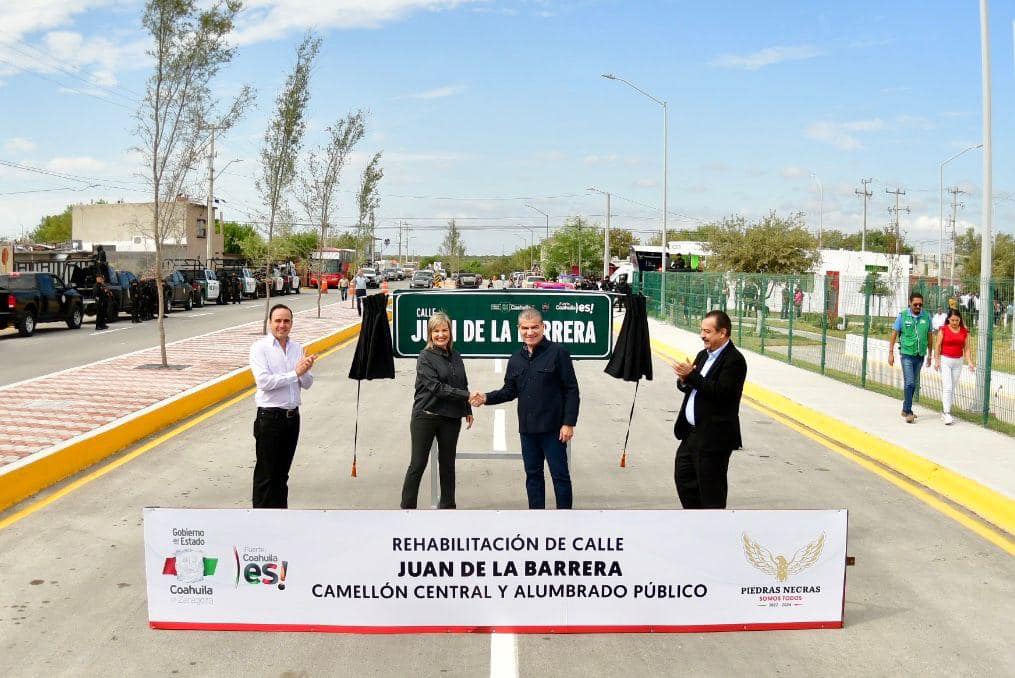 CALLE
Coahuila
es!
JUAN DE LA BARRERA
Gobierno
del Estado
Coahuila
de Zaragoza
Fuerte
Coahuila
es!
REHABILITACIÓN DE CALLE
JUAN DE LA BARRERA
CAMELLÓN CENTRAL Y ALUMBRADO PÚBLICO
PIEDRAS NEGRAS
SOMOS TODOS
2022 - 2024